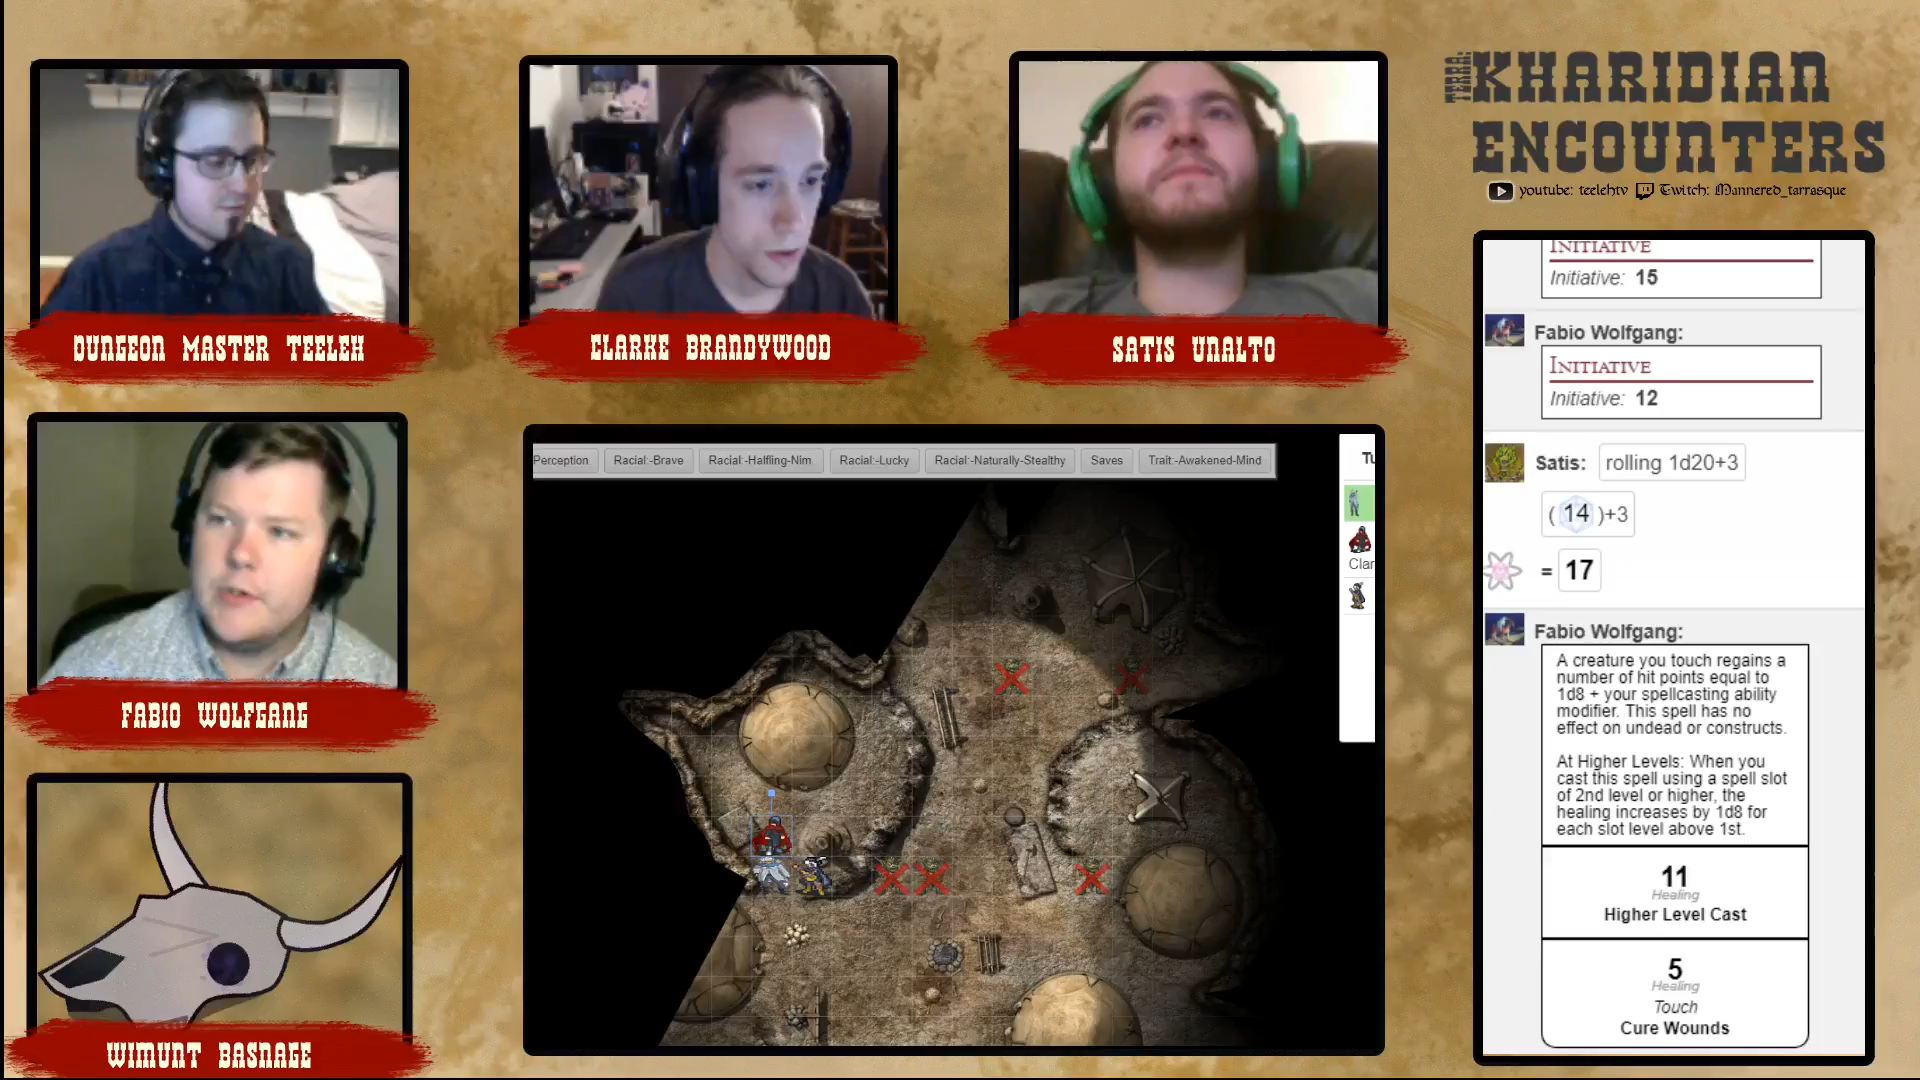 TERRA
KHARIDIAN
ENCOUNTERS
youtube: teelehtv Twitch: Mannered_tarrasque
DUNGEON MASTER TEELEH
CLARKE BRANDYWOOD
SATIS UNALTO
FABIO WOLFGANG
WIMUNT BASNAGE
Perception
Racial:-Brave
Racial:-Halfling-Nim
Racial:-Lucky
Racial:-Naturally-Stealthy
Saves
Trait:-Awakened-Mind
Tu
Clar
INITIATIVE
Initiative: 15
Fabio Wolfgang:
INITIATIVE
Initiative: 12
Satis: rolling 1d20+3
(14)+3
= 17
Fabio Wolfgang:
A creature you touch regains a
number of hit points equal to
1d8 + your spellcasting ability
modifier. This spell has no
effect on undead or constructs.
At Higher Levels: When you
cast this spell using a spell slot
of 2nd level or higher, the
healing increases by 1d8 for
each slot level above 1st.
11
Healing
Higher Level Cast
5
Healing
Touch
Cure Wounds